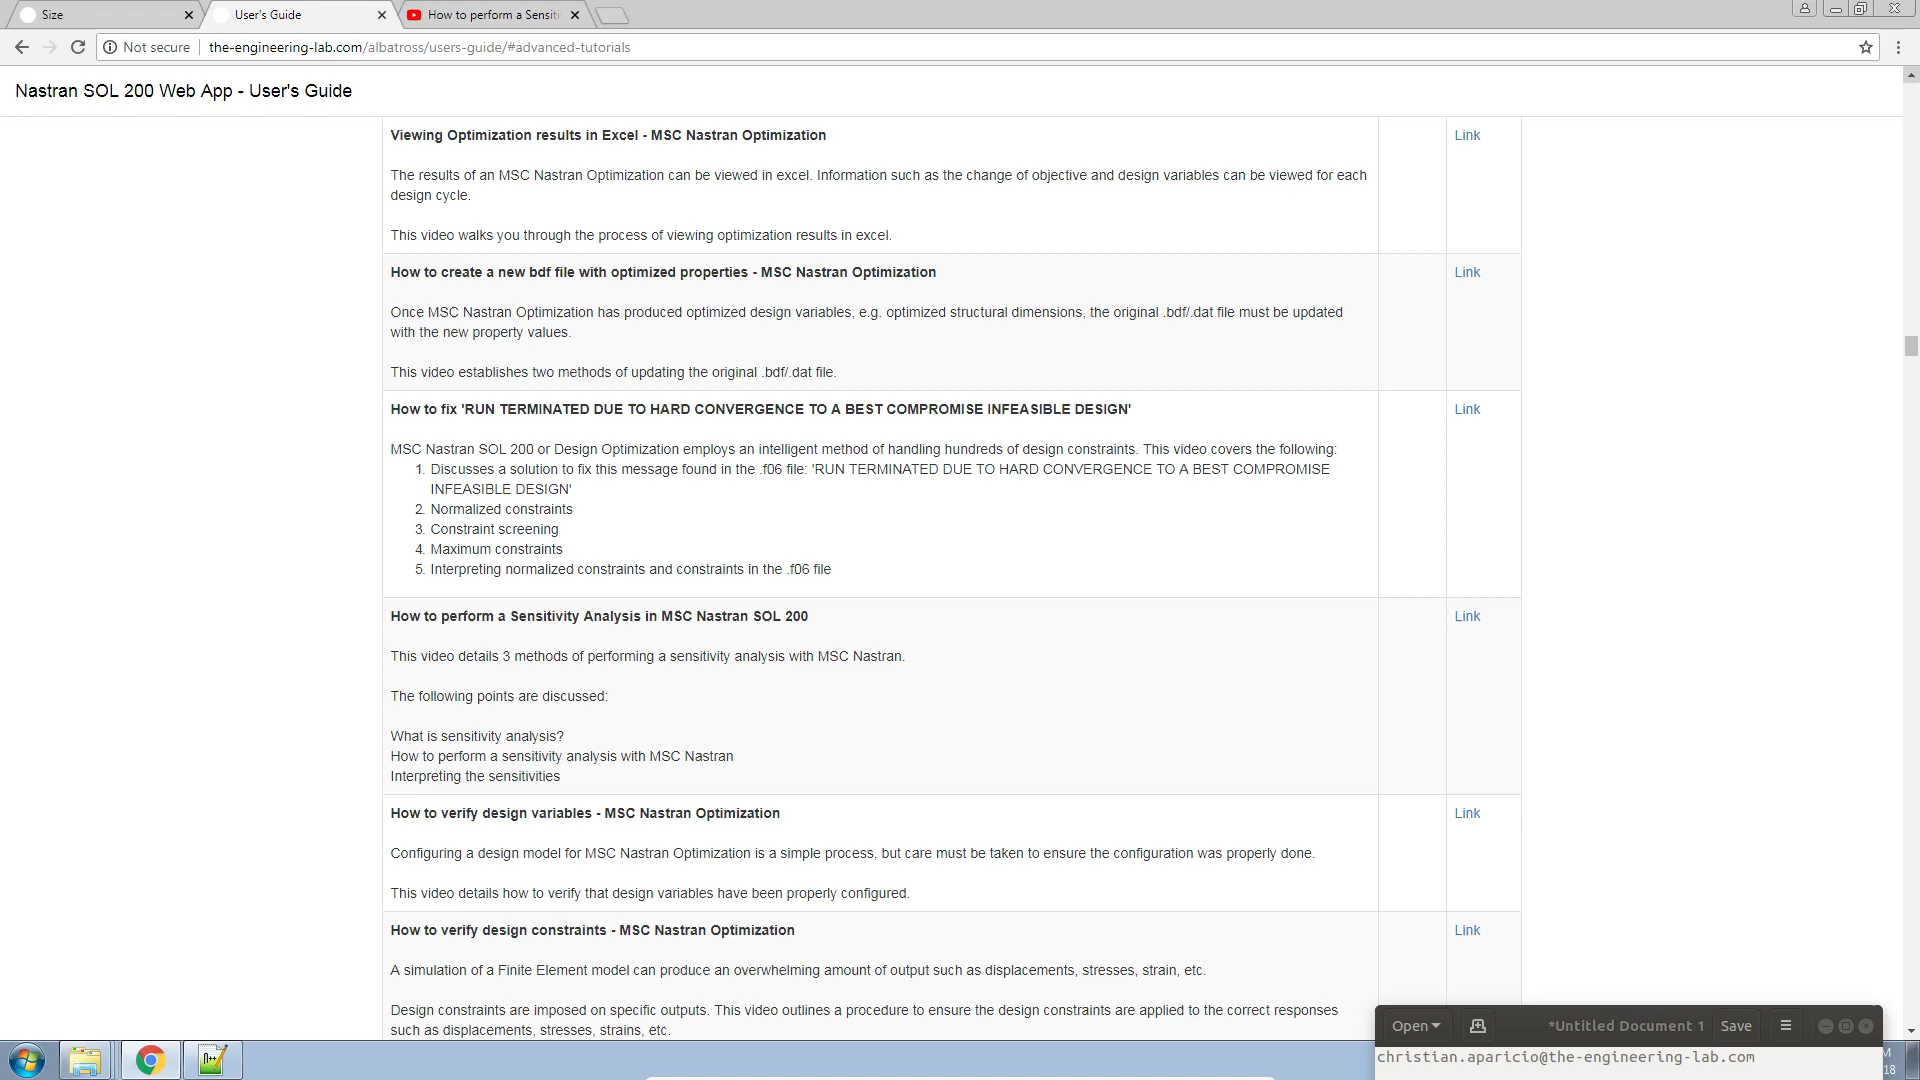 Size
User's Guide
How to perform a Sensiti
Not secure
the-engineering-lab.com/albatross/users-guide/#advanced-tutorials
Nastran SOL 200 Web App - User's Guide
Viewing Optimization results in Excel - MSC Nastran Optimization
Link
The results of an MSC Nastran Optimization can be viewed in excel. Information such as the change of objective and design variables can be viewed for each
design cycle.
This video walks you through the process of viewing optimization results in excel.
How to create a new bdf file with optimized properties - MSC Nastran Optimization
Link
Once MSC Nastran Optimization has produced optimized design variables, e.g. optimized structural dimensions, the original .bdf/.dat file must be updated
with the new property values.
This video establishes two methods of updating the original .bdf/.dat file.
How to fix 'RUN TERMINATED DUE TO HARD CONVERGENCE TO A BEST COMPROMISE INFEASIBLE DESIGN'
Link
MSC Nastran SOL 200 or Design Optimization employs an intelligent method of handling hundreds of design constraints. This video covers the following:
1. Discusses a solution to fix this message found in the .f06 file: 'RUN TERMINATED DUE TO HARD CONVERGENCE TO A BEST COMPROMISE
INFEASIBLE DESIGN'
2. Normalized constraints
3. Constraint screening
4. Maximum constraints
5. Interpreting normalized constraints and constraints in the .f06 file
How to perform a Sensitivity Analysis in MSC Nastran SOL 200
Link
This video details 3 methods of performing a sensitivity analysis with MSC Nastran.
The following points are discussed:
What is sensitivity analysis?
How to perform a sensitivity analysis with MSC Nastran
Interpreting the sensitivities
How to verify design variables - MSC Nastran Optimization
Link
Configuring a design model for MSC Nastran Optimization is a simple process, but care must be taken to ensure the configuration was properly done.
This video details how to verify that design variables have been properly configured.
How to verify design constraints - MSC Nastran Optimization
Link
A simulation of a Finite Element model can produce an overwhelming amount of output such as displacements, stresses, strain, etc.
Design constraints are imposed on specific outputs. This video outlines a procedure to ensure the design constraints are applied to the correct responses
such as displacements, stresses, strains, etc.
Open
*Untitled Document 1
Save
christian.aparicio@the-engineering-lab.com
M
18